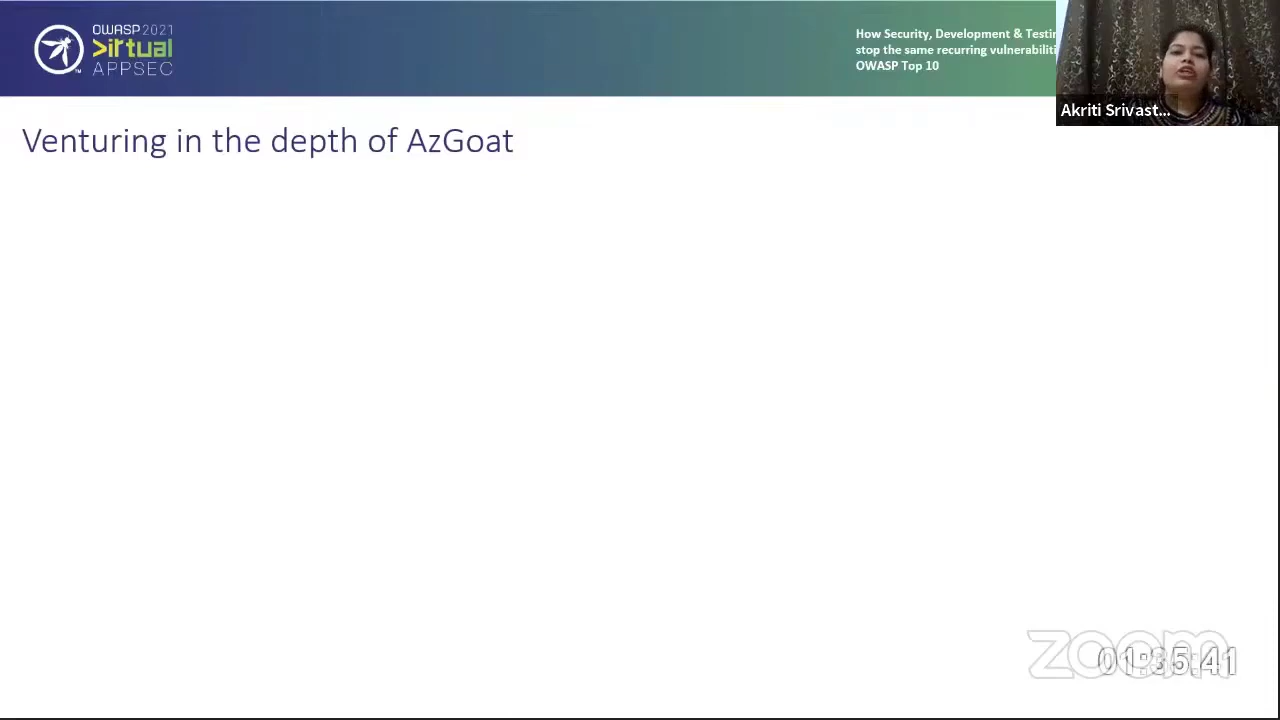 OWASP 2021
>irtual
APPSEC
How Security, Development & Testin
stop the same recurring vulnerabiliti
OWASP Top 10
Akriti Srivast...
Venturing in the depth of AzGoat
zoom
01:35:41